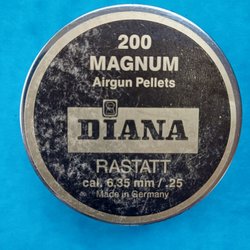 200
MAGNUM
Airgun Pellets
DIANA
RASTATT
cal. 6,35 mm / .25
Made in Germany